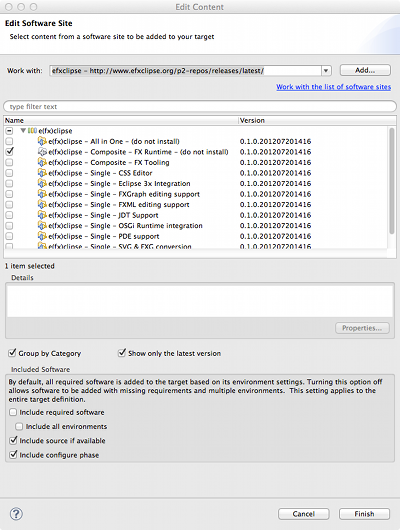 Edit Content
Edit Software Site
Select content from a software site to be added to your target
Work with: efxclipse - http://www.efxclipse.org/p2-repos/releases/latest/ Add...
Work with the list of software sites
type filter text
Name Version
e(fx)clipse
e(fx)clipse - All in One - (do not install) 0.1.0.201207201416
e(fx)clipse - Composite - FX Runtime - (do not install) 0.1.0.201207201416
e(fx)clipse - Composite - FX Tooling 0.1.0.201207201416
e(fx)clipse - Single - CSS Editor 0.1.0.201207201416
e(fx)clipse - Single - Eclipse 3x Integration 0.1.0.201207201416
e(fx)clipse - Single - FXGraph editing support 0.1.0.201207201416
e(fx)clipse - Single - FXML editing support 0.1.0.201207201416
e(fx)clipse - Single - JDT Support 0.1.0.201207201416
e(fx)clipse - Single - OSGi Runtime integration 0.1.0.201207201416
e(fx)clipse - Single - PDE support 0.1.0.201207201416
e(fx)clipse - Single - SVG & FXG conversion 0.1.0.201207201416
1 item selected
Details
Properties...
Group by Category Show only the latest version
Included Software
By default, all required software is added to the target based on its environment settings. Turning this option off
allows software to be added with missing requirements and multiple environments. This setting applies to the
entire target definition.
Include required software
Include all environments
Include source if available
Include configure phase
? Cancel Finish